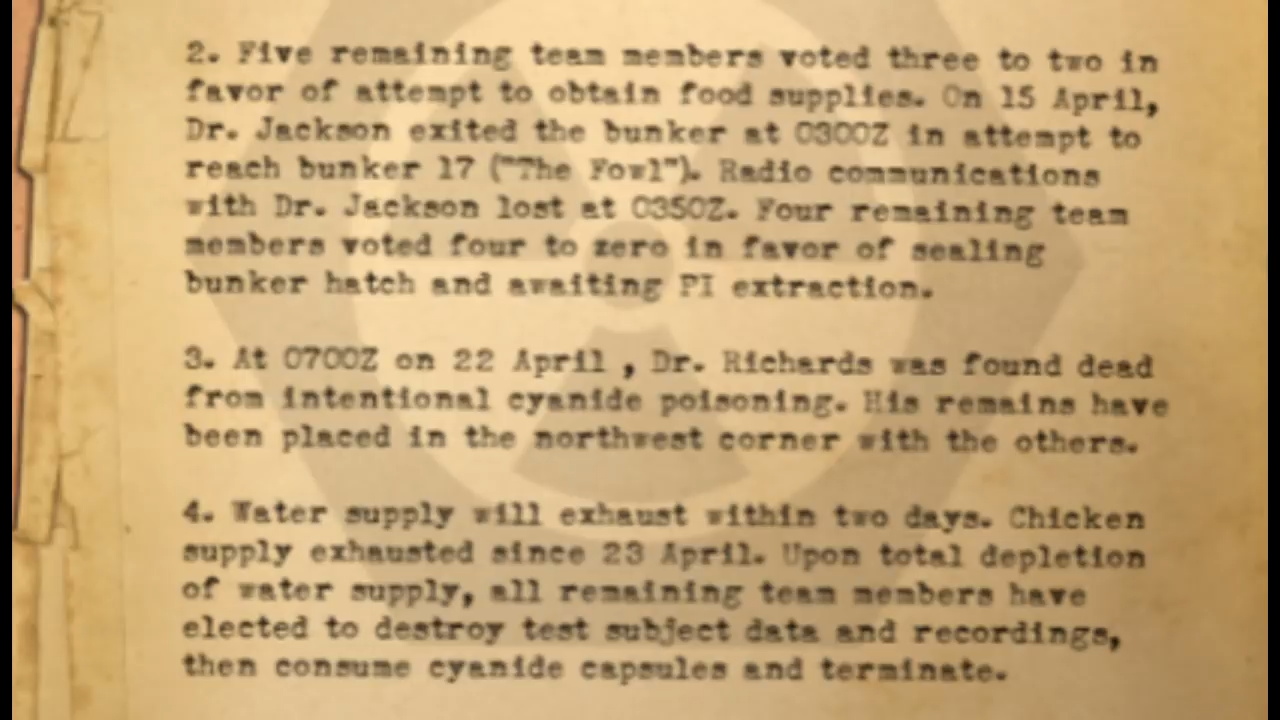 2. Five remaining team members voted three to two in
favor of attempt to obtain food supplies. On 15 April,
Dr. Jackson exited the bunker at 0300Z in attempt to
reach bunker 17 ("The Fowl"). Radio communications
with Dr. Jackson lost at 0350Z. Four remaining team
members voted four to zero in favor of sealing
bunker hatch and awaiting PI extraction.
3. At 0700Z on 22 April , Dr. Richards was found dead
from intentional cyanide poisoning. His remains have
been placed in the northwest corner with the others.
4. Water supply will exhaust within two days. Chicken
supply exhausted since 23 April. Upon total depletion
of water supply, all remaining team members have
elected to destroy test subject data and recordings,
then consume cyanide capsules and terminate.